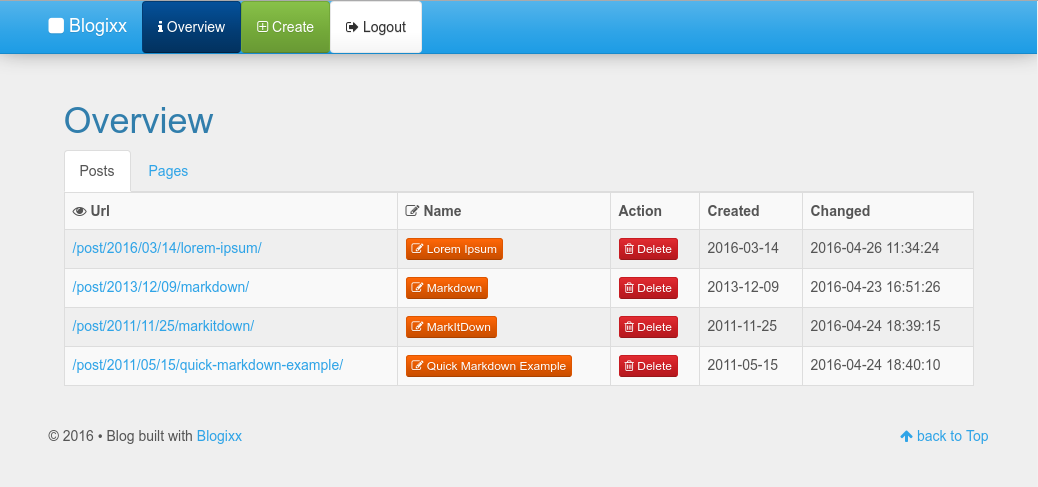 Blogixx Overview Create Logout
Overview
Posts Pages
Url Name Action Created Changed
/post/2016/03/14/lorem-ipsum/ Lorem Ipsum Delete 2016-03-14 2016-04-26 11:34:24
/post/2013/12/09/markdown/ Markdown Delete 2013-12-09 2016-04-23 16:51:26
/post/2011/11/25/markitdown/ MarkItDown Delete 2011-11-25 2016-04-24 18:39:15
/post/2011/05/15/quick-markdown-example/ Quick Markdown Example Delete 2011-05-15 2016-04-24 18:40:10
© 2016 • Blog built with Blogixx back to Top